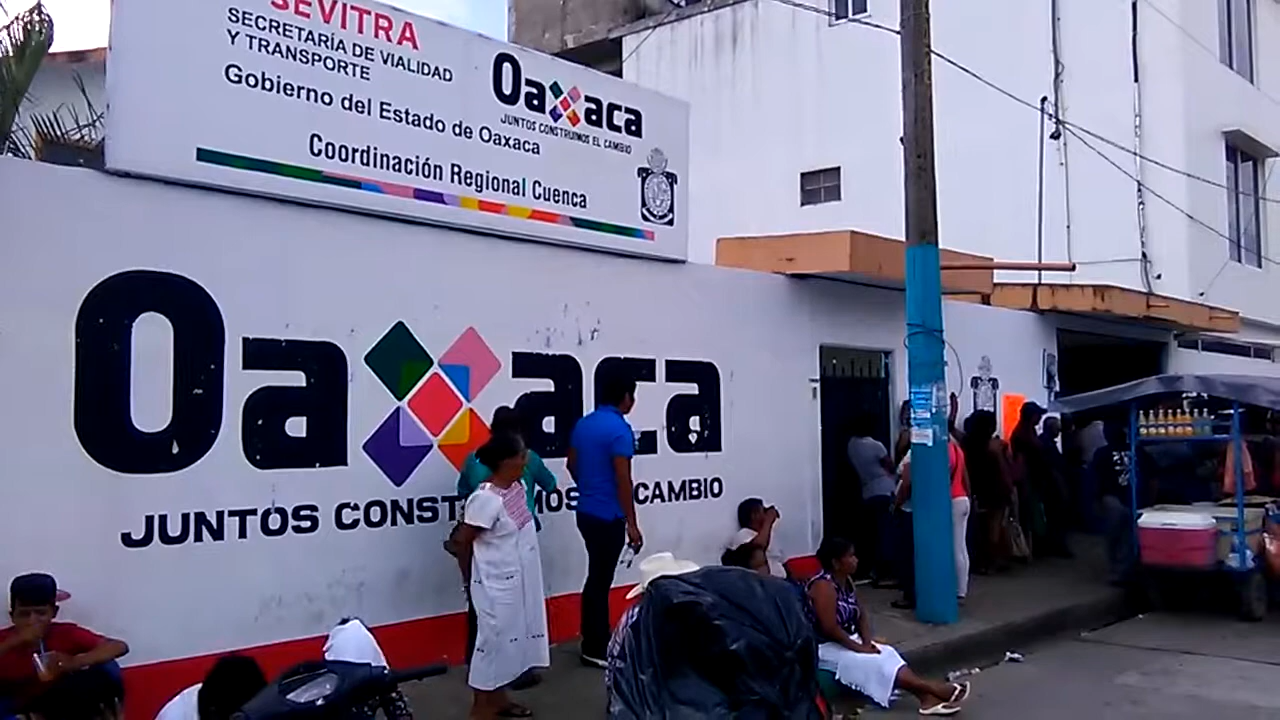 SEVITRA
SECRETARÍA DE VIALIDAD
Y TRANSPORTE
Gobierno del Estado de Oaxaca
Coordinación Regional Cuenca
Oaxaca
JUNTOS CONSTRUIMOS EL CAMBIO
Oaxaca
JUNTOS CONST MOS CAMBIO